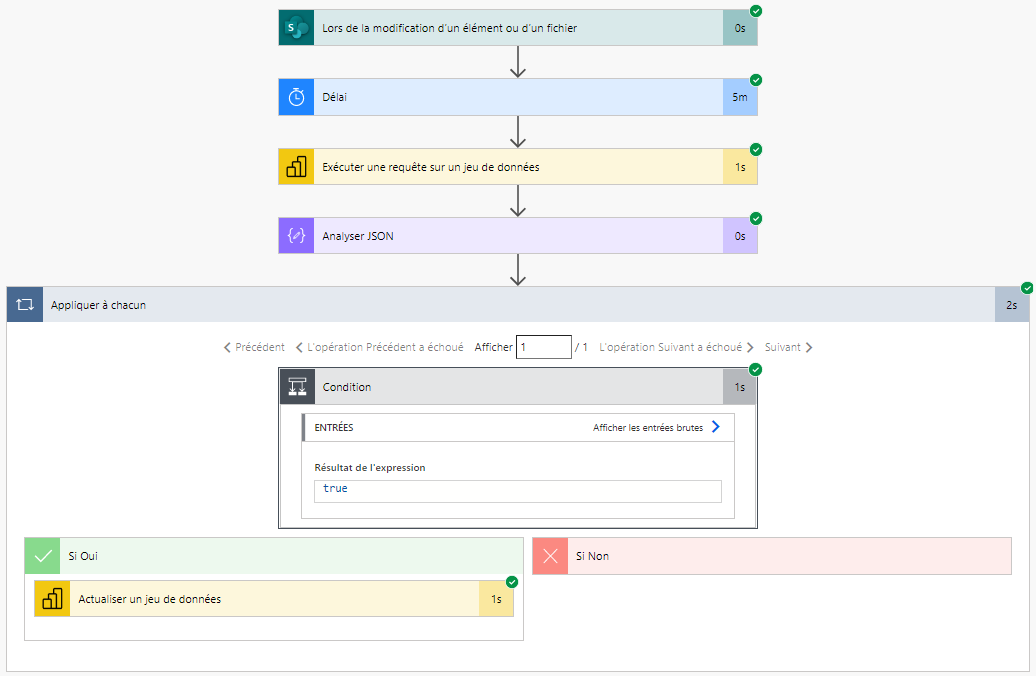 Lors de la modification d'un élément ou d'un fichier
0s
Délai
5m
Exécuter une requête sur un jeu de données
1s
Analyser JSON
0s
Appliquer à chacun
2s
Précédent L'opération Précédent a échoué Afficher 1 / 1 L'opération Suivant a échoué Suivant
Condition
1s
ENTRÉES
Afficher les entrées brutes
Résultat de l'expression
true
Si Oui
Si Non
Actualiser un jeu de données
1s